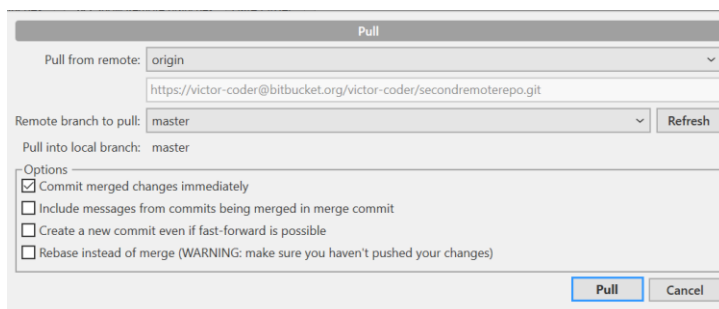 Pull
Pull from remote: origin
https://victor-coder@bitbucket.org/victor-coder/secondremoterepo.git
Remote branch to pull: master Refresh
Pull into local branch: master
Options
Commit merged changes immediately
Include messages from commits being merged in merge commit
Create a new commit even if fast-forward is possible
Rebase instead of merge (WARNING: make sure you haven't pushed your changes)
Pull Cancel